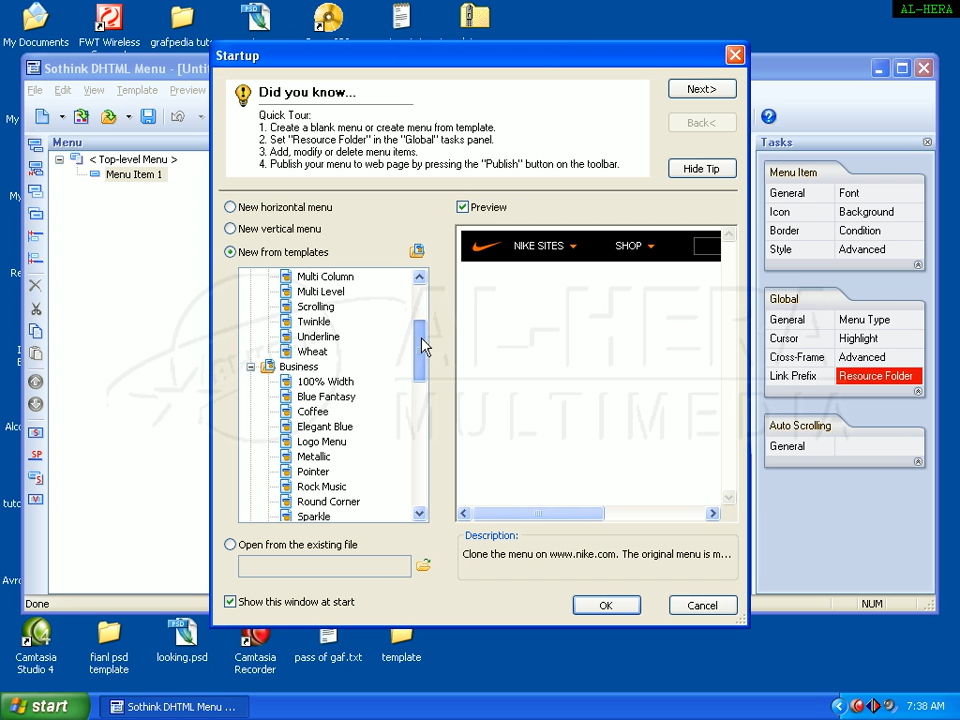 AL-HERA
My Documents
FWT Wireless
grafpedia tut
Sothink DHTML Menu - [Unti
Startup
File Edit View Template Preview
Did you know...
Quick Tour:
1. Create a blank menu or create menu from template.
2. Set "Resource Folder" in the "Global" tasks panel.
3. Add, modify or delete menu items.
4. Publish your menu to web page by pressing the "Publish" button on the toolbar.
Next>
Back<
Hide Tip
Menu
< Top-level Menu >
Menu Item 1
New horizontal menu
New vertical menu
New from templates
Preview
NIKE SITES
SHOP
Multi Column
Multi Level
Scrolling
Twinkle
Underline
Wheat
Business
100% Width
Blue Fantasy
Coffee
Elegant Blue
Logo Menu
Metallic
Pointer
Rock Music
Round Corner
Sparkle
Open from the existing file
Show this window at start
Description:
Clone the menu on www.nike.com. The original menu is m...
OK
Cancel
Tasks
Menu Item
General Font
Icon Background
Border Condition
Style Advanced
Global
General Menu Type
Cursor Highlight
Cross-Frame Advanced
Link Prefix Resource Folder
Auto Scrolling
General
AL-HERA
MULTIMEDIA
Done
NUM
Camtasia Studio 4
fianl psd template
looking.psd
Camtasia Recorder
pass of gaf.txt
template
start
Sothink DHTML Menu ...
7:38 AM